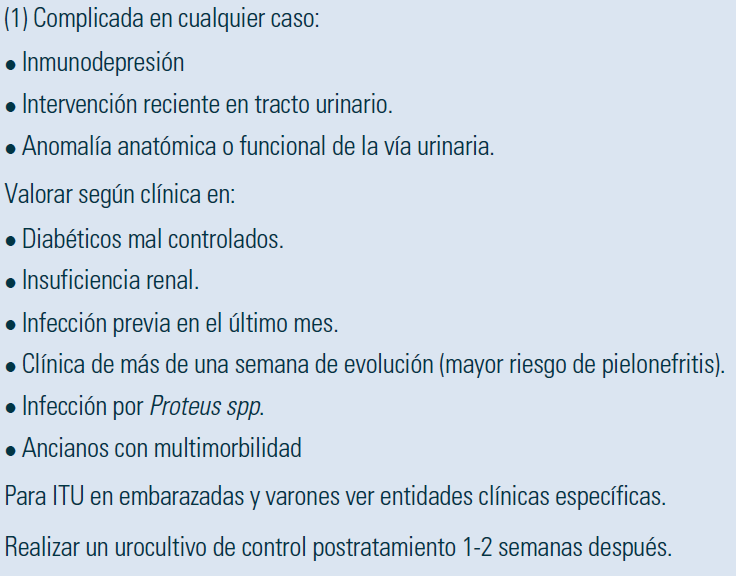 (1) Complicada en cualquier caso:
● Inmunodepresión
● Intervención reciente en tracto urinario.
● Anomalía anatómica o funcional de la vía urinaria.
Valorar según clínica en:
● Diabéticos mal controlados.
● Insuficiencia renal.
● Infección previa en el último mes.
● Clínica de más de una semana de evolución (mayor riesgo de pielonefritis).
● Infección por Proteus spp.
● Ancianos con multimorbilidad
Para ITU en embarazadas y varones ver entidades clínicas específicas.
Realizar un urocultivo de control postratamiento 1-2 semanas después.